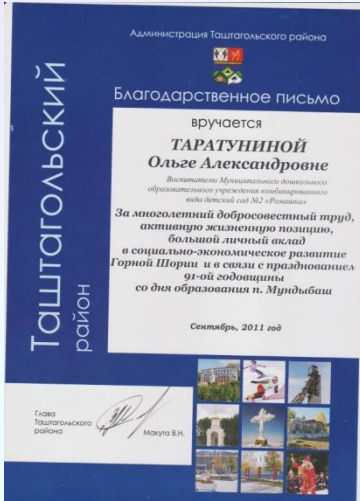 Администрация Таштагольского района
Благодарственное письмо
вручается
ТАРАТУНИНОЙ
Ольге Александровне
Воспитателю Муниципального дошкольного
образовательного учреждения комбинированного
вида детский сад №2 «Ромашка»
За многолетний добросовестный труд,
активную жизненную позицию,
большой личный вклад
в социально-экономическое развитие
Горной Шории и в связи с празднованием
91-ой годовщины
со дня образования п. Мундыбаш
Сентябрь, 2011 год
Таштагольский
район
Глава
Таштагольского
района
Макута В.Н.